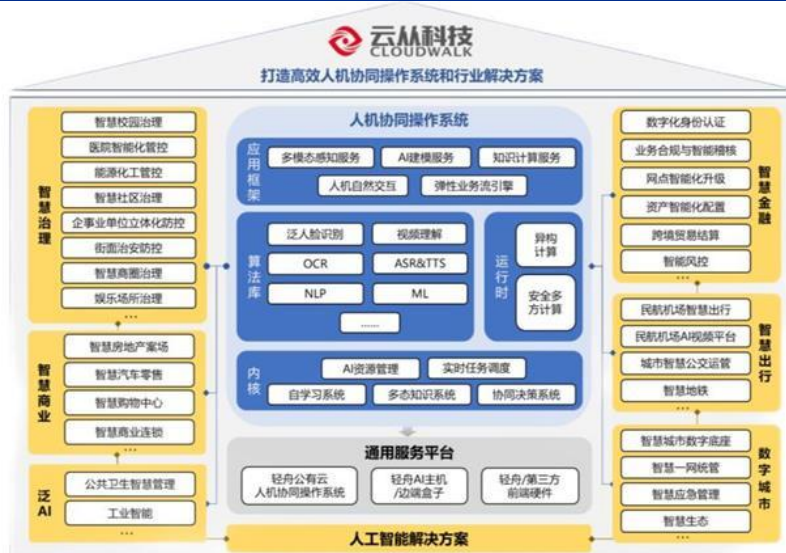 云从科技
CLOUDWALK
打造高效人机协同操作系统和行业解决方案
智慧治理
智慧校园治理
医院智能化管控
能源化工管控
智慧社区治理
企事业单位立体化防控
街面治安防控
智慧商圈治理
娱乐场所治理
...
智慧商业
智慧房地产案场
智慧汽车零售
智慧购物中心
智慧商业连锁
...
泛AI
公共卫生智慧管理
工业智能
...
人机协同操作系统
应用框架
多模态感知服务
AI建模服务
知识计算服务
人机自然交互
弹性业务流引擎
算法库
泛人脸识别
视频理解
OCR
ASR&TTS
NLP
ML
......
运行时
异构
计算
安全多
方计算
内核
AI资源管理
实时任务调度
自学习系统
多态知识系统
协同决策系统
通用服务平台
轻舟公有云
人机协同操作系统
轻舟AI主机
/边端盒子
轻舟/第三方
前端硬件
人工智能解决方案
智慧金融
数字化身份认证
业务合规与智能稽核
网点智能化升级
资产智能化配置
跨境贸易结算
智能风控
...
智慧出行
民航机场智慧出行
民航机场AI视频平台
城市智慧公交运管
智慧地铁
...
数字城市
智慧城市数字底座
智慧一网统管
智慧应急管理
智慧生态
...